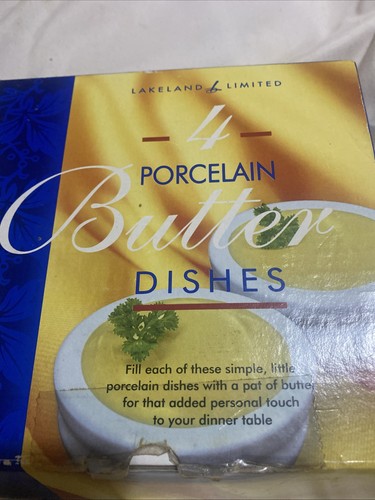 LAKELAND LIMITED
4
PORCELAIN
Butter
DISHES
Fill each of these simple, little
porcelain dishes with a pat of butter
for that added personal touch
to your dinner table